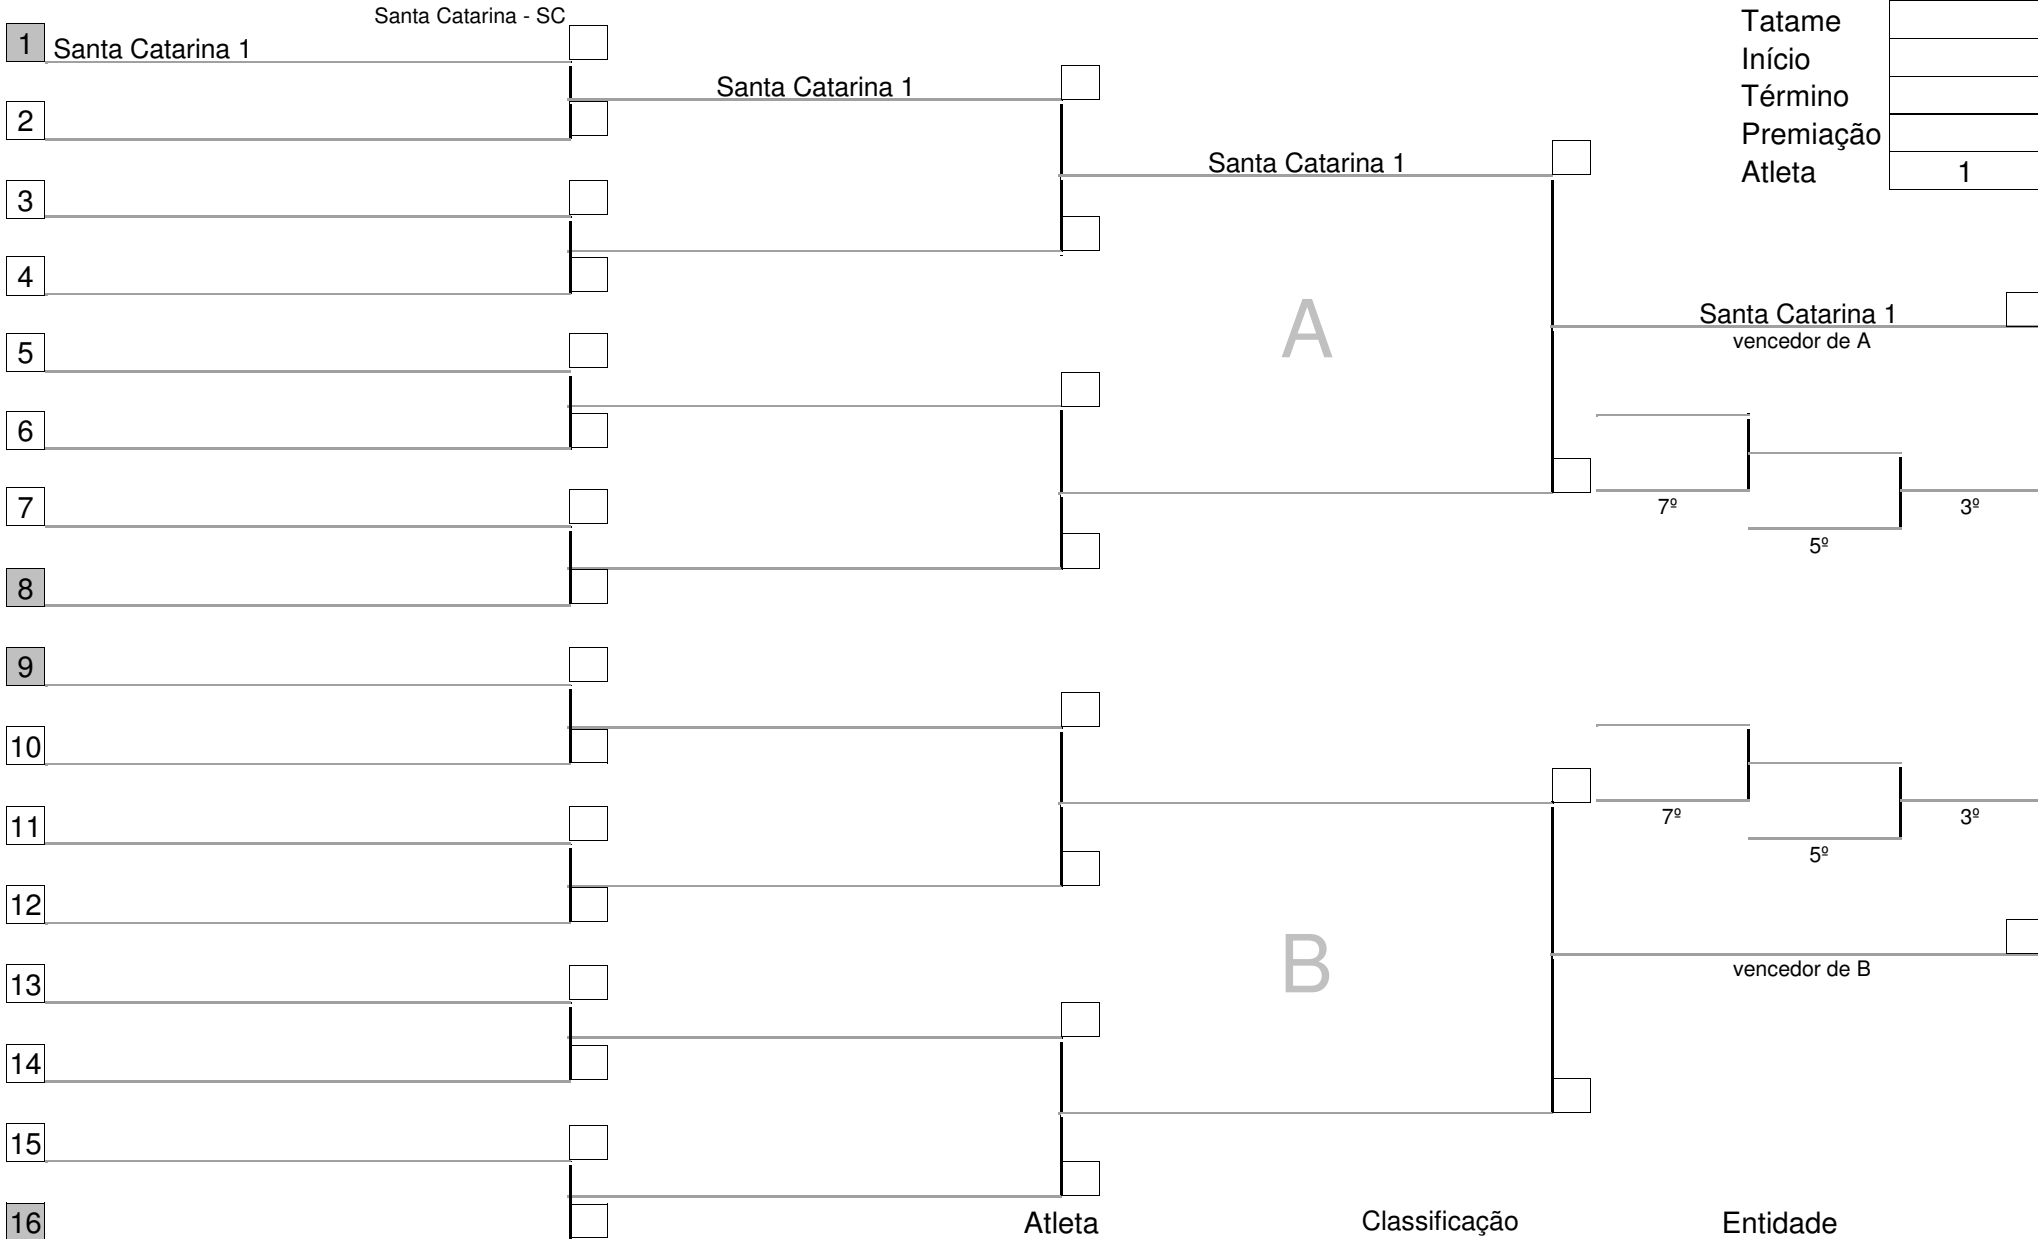 Santa Catarina - SC
1 Santa Catarina 1
Santa Catarina 1
Santa Catarina 1
Tatame
Início
Término
Premiação
Atleta 1
2
3
4
A
Santa Catarina 1
vencedor de A
5
6
7
7º
3º
5º
8
9
10
11
7º
3º
5º
12
B
vencedor de B
13
14
15
16
Atleta Classificação Entidade